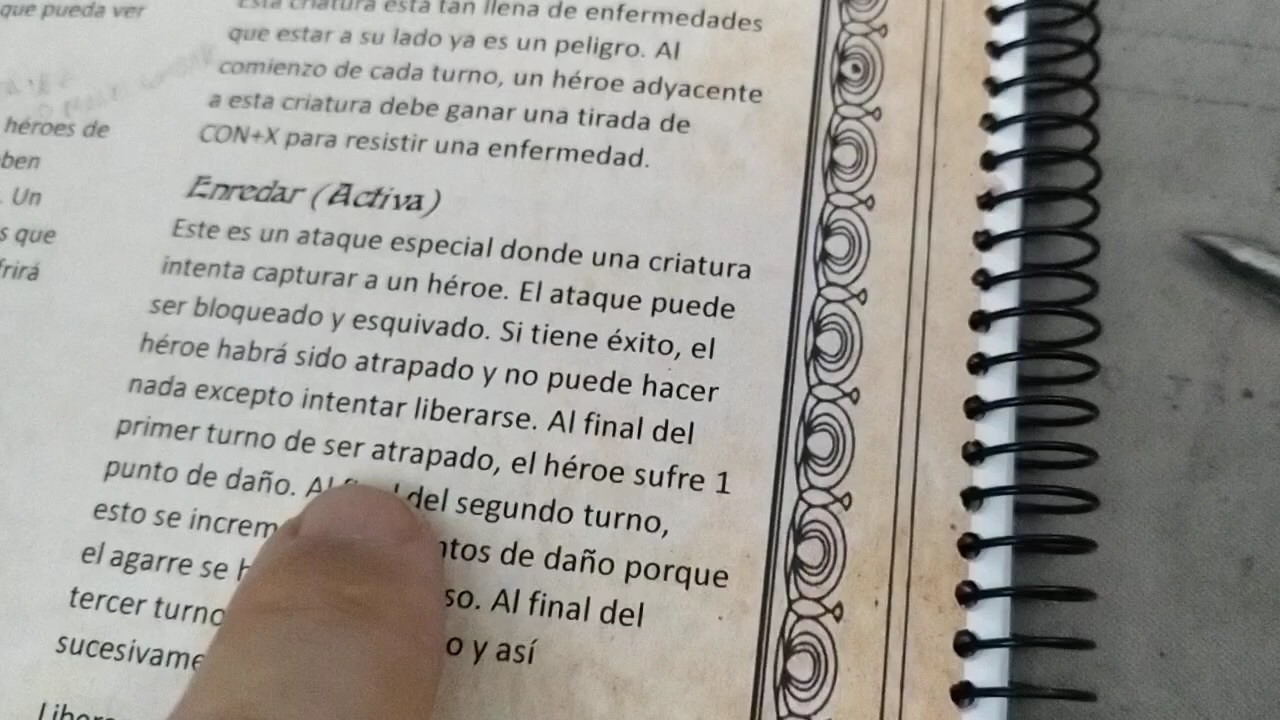 que pueda ver
héroes de
ben
. Un
s que
frirá
Esta criatura está tan llena de enfermedades
que estar a su lado ya es un peligro. Al
comienzo de cada turno, un héroe adyacente
a esta criatura debe ganar una tirada de
CON+X para resistir una enfermedad.
Enredar (Activa)
Este es un ataque especial donde una criatura
intenta capturar a un héroe. El ataque puede
ser bloqueado y esquivado. Si tiene éxito, el
héroe habrá sido atrapado y no puede hacer
nada excepto intentar liberarse. Al final del
primer turno de ser atrapado, el héroe sufre 1
punto de daño. Al final del segundo turno,
esto se increm ntos de daño porque
el agarre se h so. Al final del
tercer turno o y así
sucesivame